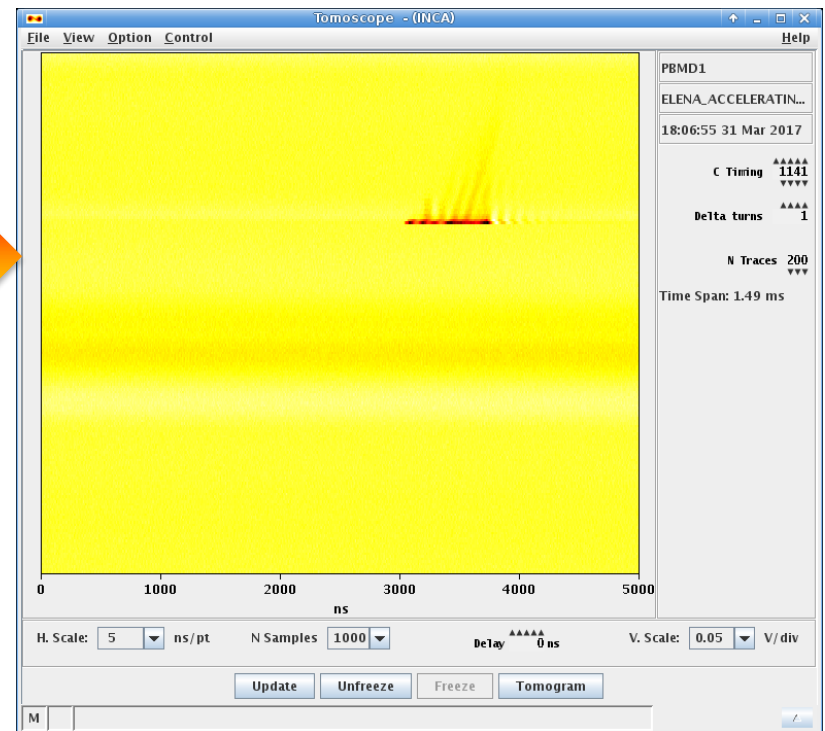 Tomoscope - (INCA)
File View Option Control Help
PBMD1
ELENA_ACCELERATIN...
18:06:55 31 Mar 2017
C Timing 1141
Delta turns 1
N Traces 200
Time Span: 1.49 ms
0 1000 2000 3000 4000 5000
ns
H. Scale: 5 ns/pt N Samples 1000 Delay 0 ns V. Scale: 0.05 V/div
Update Unfreeze Freeze Tomogram
M